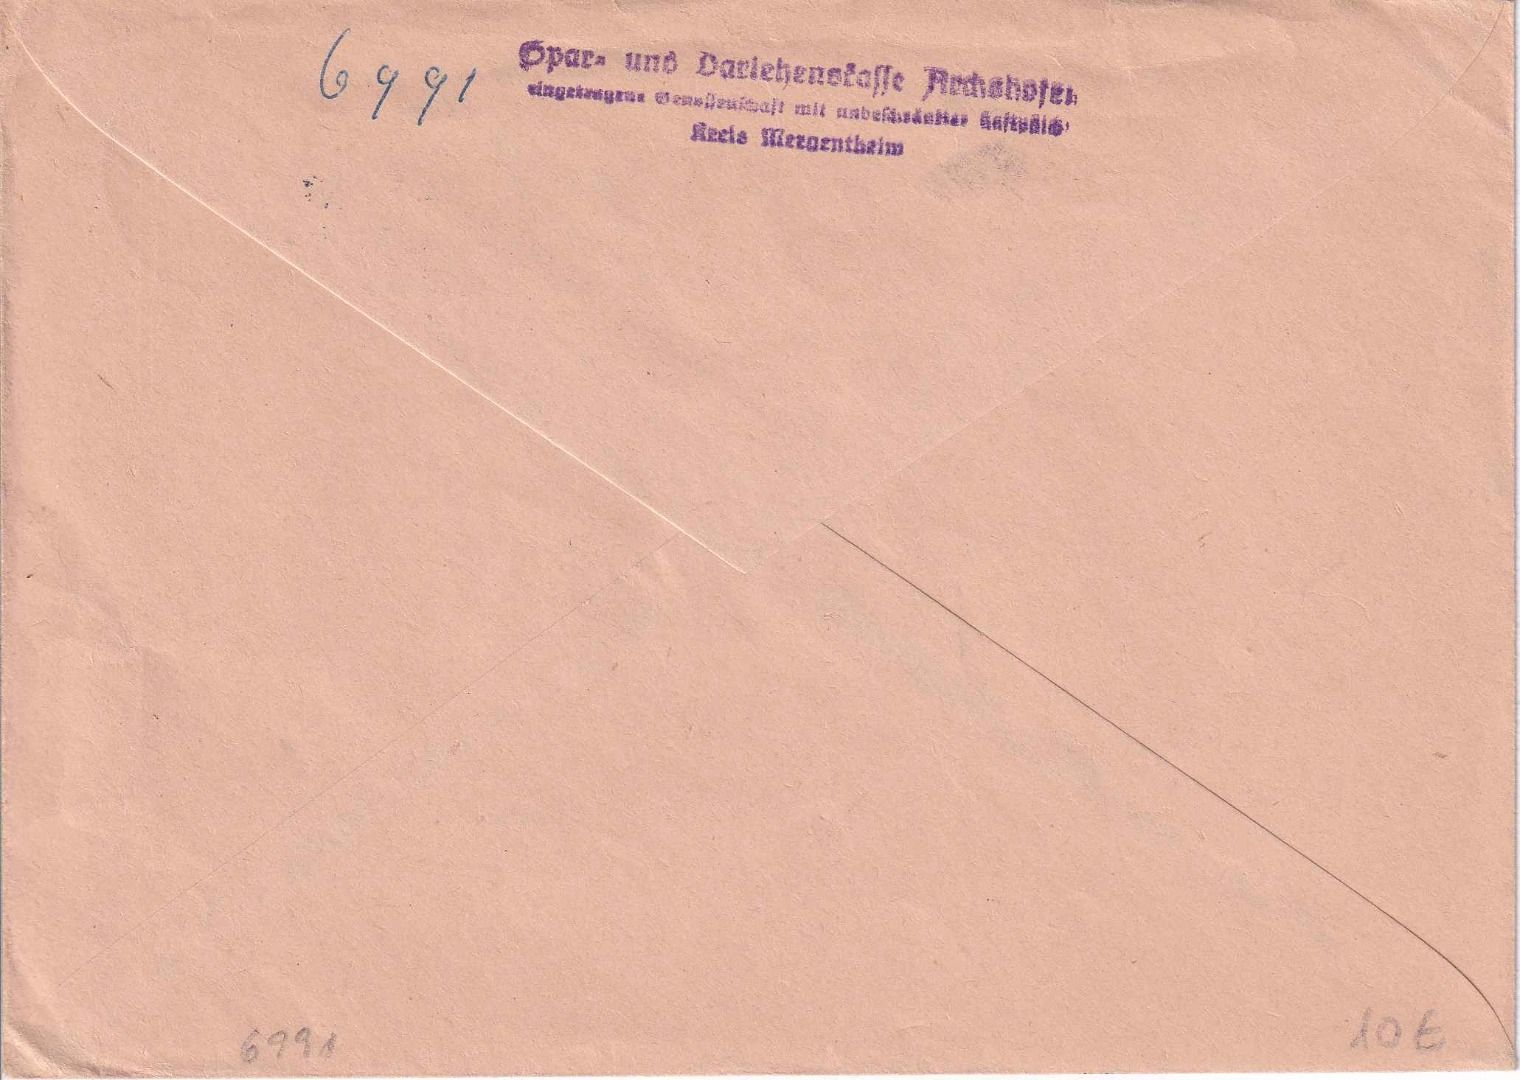 6991
Spar- und Darlehenskasse Archshofen
eingetragene Genossenschaft mit unbeschränkter Haftpflicht
Kreis Mergentheim
6991
10 €